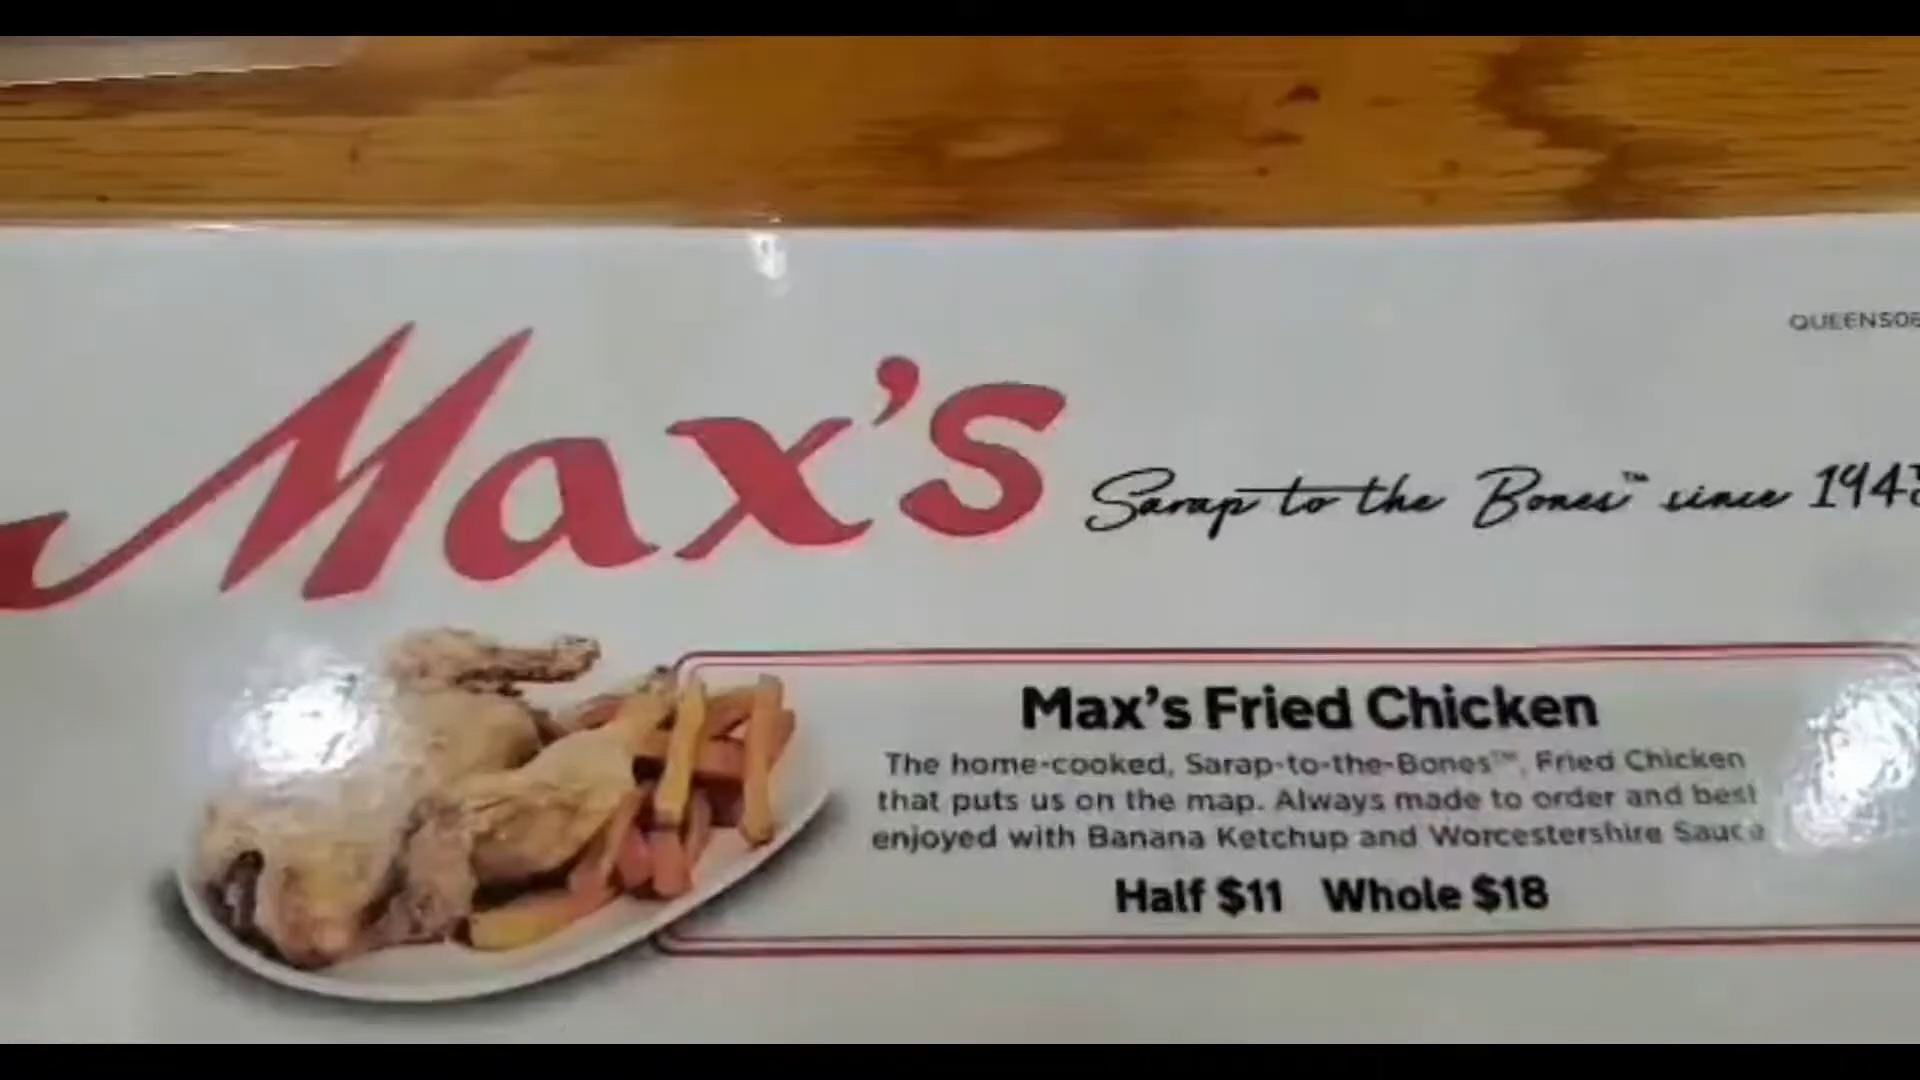 QUEENS
Max's
Sarap to the Bones™ since 194
Max's Fried Chicken
The home-cooked, Sarap-to-the-Bones™, Fried Chicken
that puts us on the map. Always made to order and best
enjoyed with Banana Ketchup and Worcestershire Sauce
Half $11 Whole $18